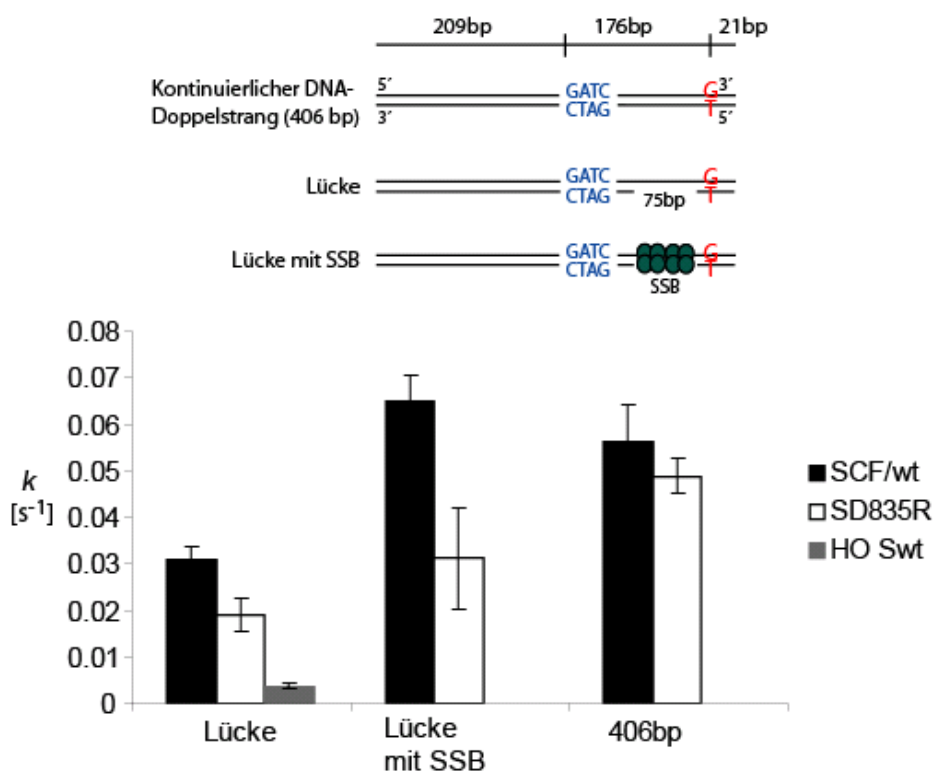 209bp 176bp 21bp
Kontinuierlicher DNA-
Doppelstrang (406 bp)
5´ GATC G 3´
3´ CTAG T 5´
Lücke
GATC G
CTAG 75bp T
Lücke mit SSB
GATC G
CTAG T
SSB
0.08
0.07
0.06
0.05
0.04
0.03
0.02
0.01
0
k
[s-1]
SCF/wt
SD835R
HO Swt
Lücke
Lücke
mit SSB
406bp